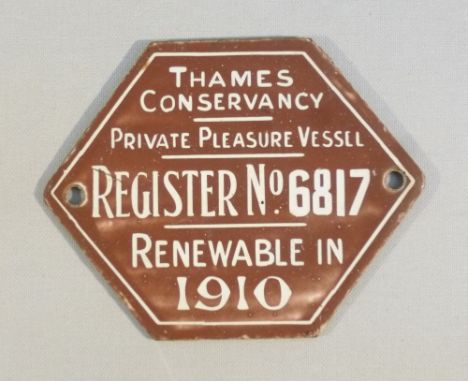 THAMES
CONSERVANCY
PRIVATE PLEASURE VESSEL
REGISTER No. 6817
RENEWABLE IN
1910